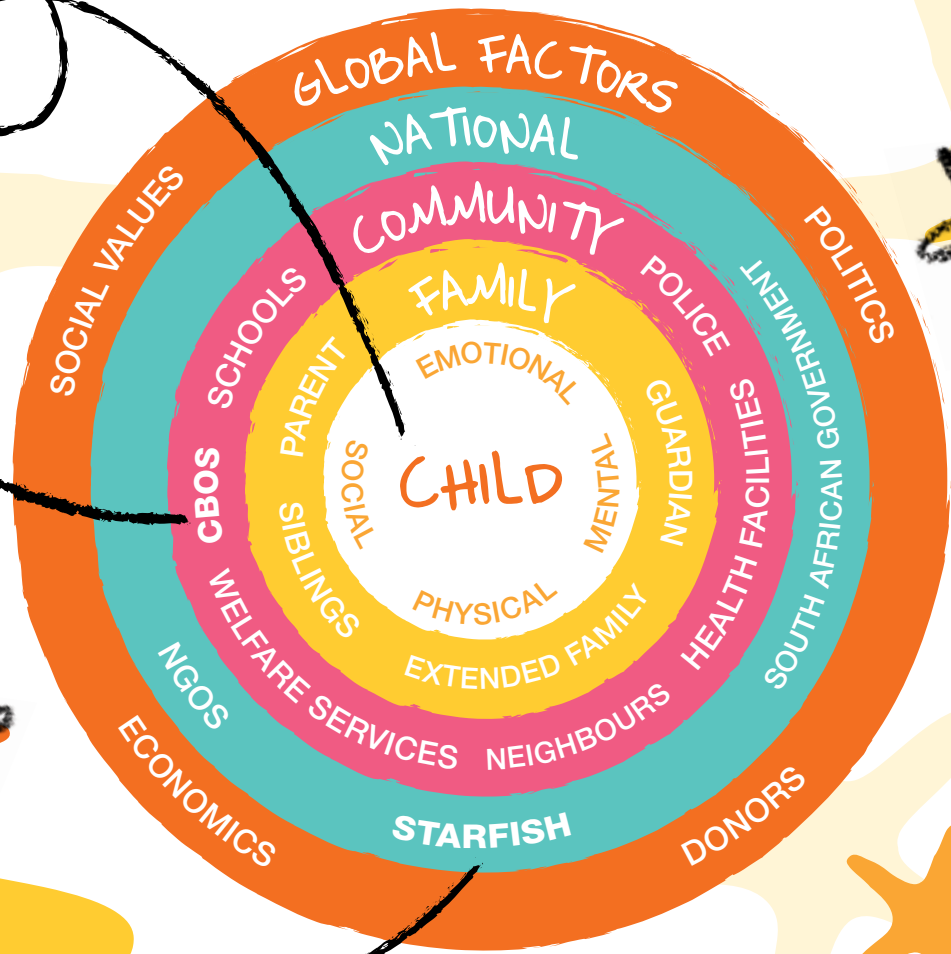 GLOBAL FACTORS
SOCIAL VALUES
POLITICS
ECONOMICS
DONORS
NATIONAL
SOUTH AFRICAN GOVERNMENT
NGOS
STARFISH
COMMUNITY
SCHOOLS
POLICE
CBOS
HEALTH FACILITIES
WELFARE SERVICES
NEIGHBOURS
FAMILY
PARENT
GUARDIAN
SIBLINGS
EXTENDED FAMILY
EMOTIONAL
SOCIAL
CHILD
MENTAL
PHYSICAL